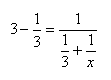 3 − 1/3 = 1/(1/3 + 1/x)